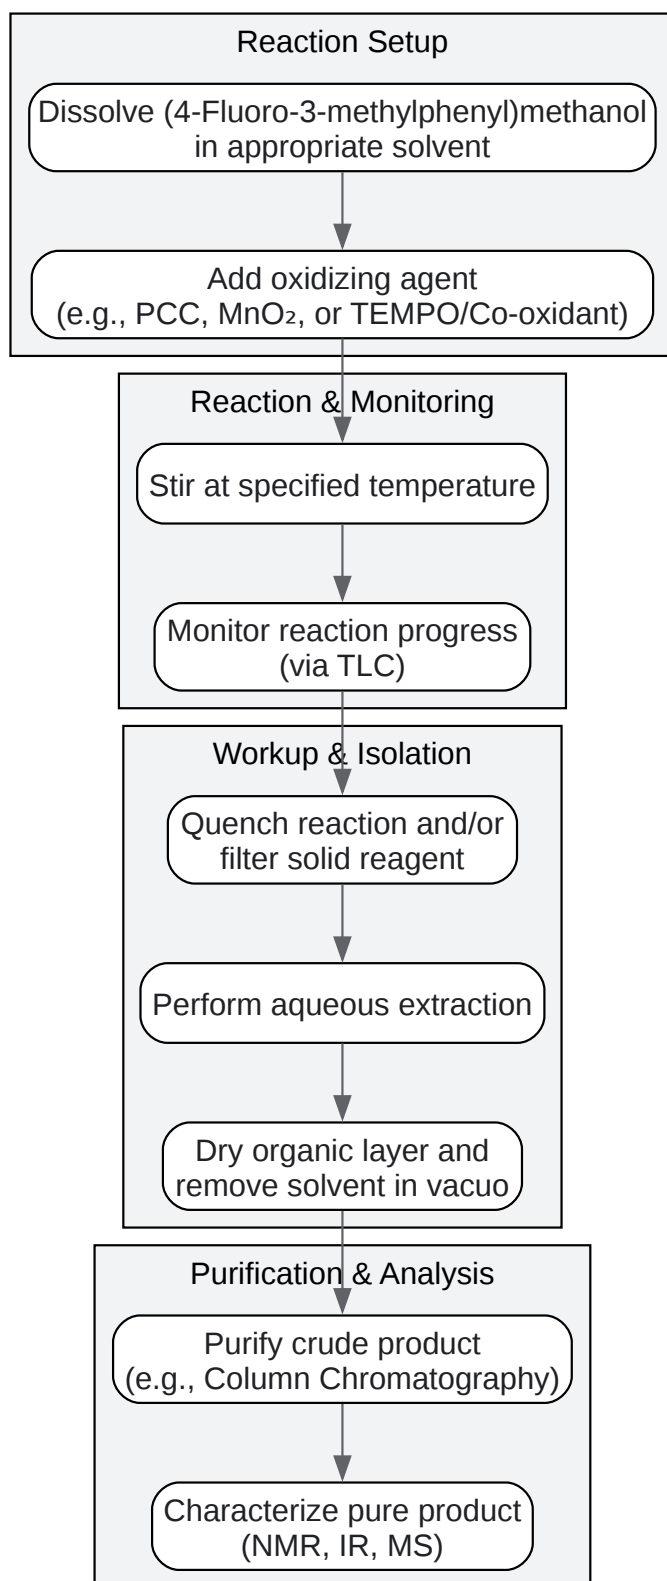 Reaction Setup
Dissolve (4-Fluoro-3-methylphenyl)methanol
in appropriate solvent
Add oxidizing agent
(e.g., PCC, MnO₂, or TEMPO/Co-oxidant)
Reaction & Monitoring
Stir at specified temperature
Monitor reaction progress
(via TLC)
Workup & Isolation
Quench reaction and/or
filter solid reagent
Perform aqueous extraction
Dry organic layer and
remove solvent in vacuo
Purification & Analysis
Purify crude product
(e.g., Column Chromatography)
Characterize pure product
(NMR, IR, MS)